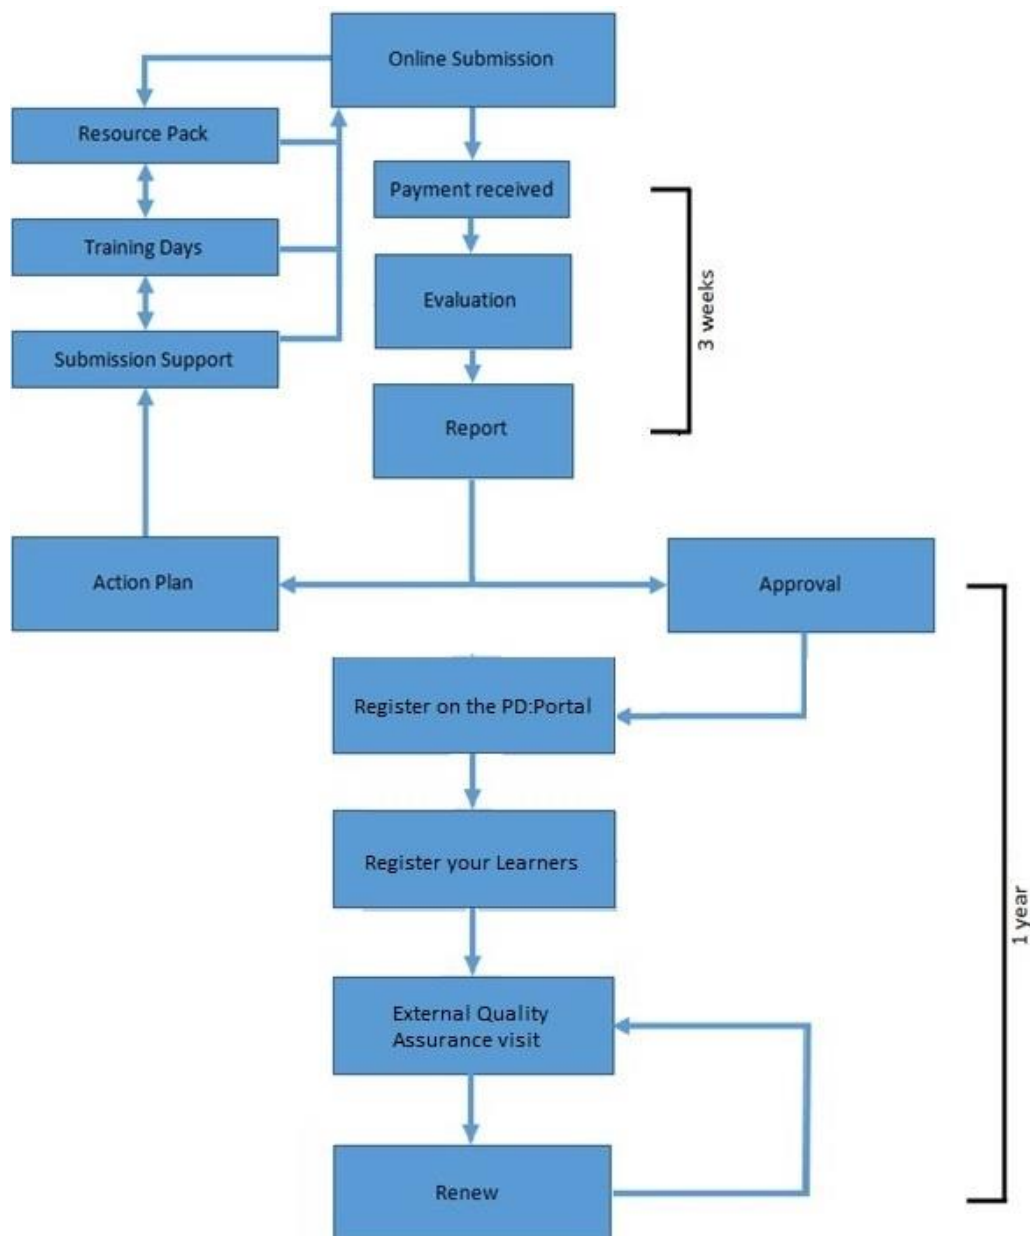 Online Submission
Resource Pack
Payment received
Training Days
Evaluation
3 weeks
Submission Support
Report
Action Plan
Approval
Register on the PD:Portal
Register your Learners
1 year
External Quality
Assurance visit
Renew